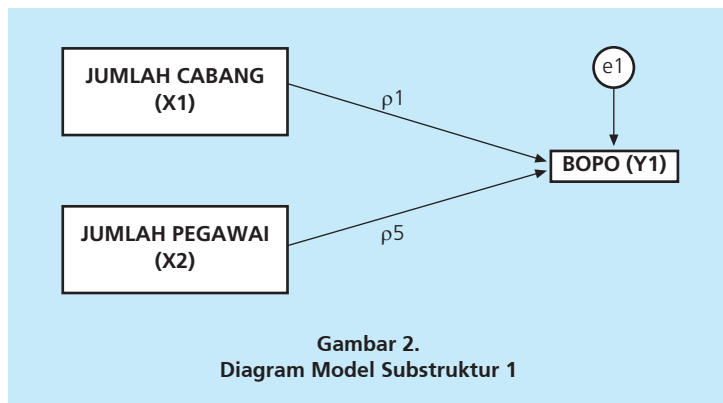 JUMLAH CABANG
(X1)
ρ1
e1
BOPO (Y1)
JUMLAH PEGAWAI
(X2)
ρ5
Gambar 2.
Diagram Model Substruktur 1